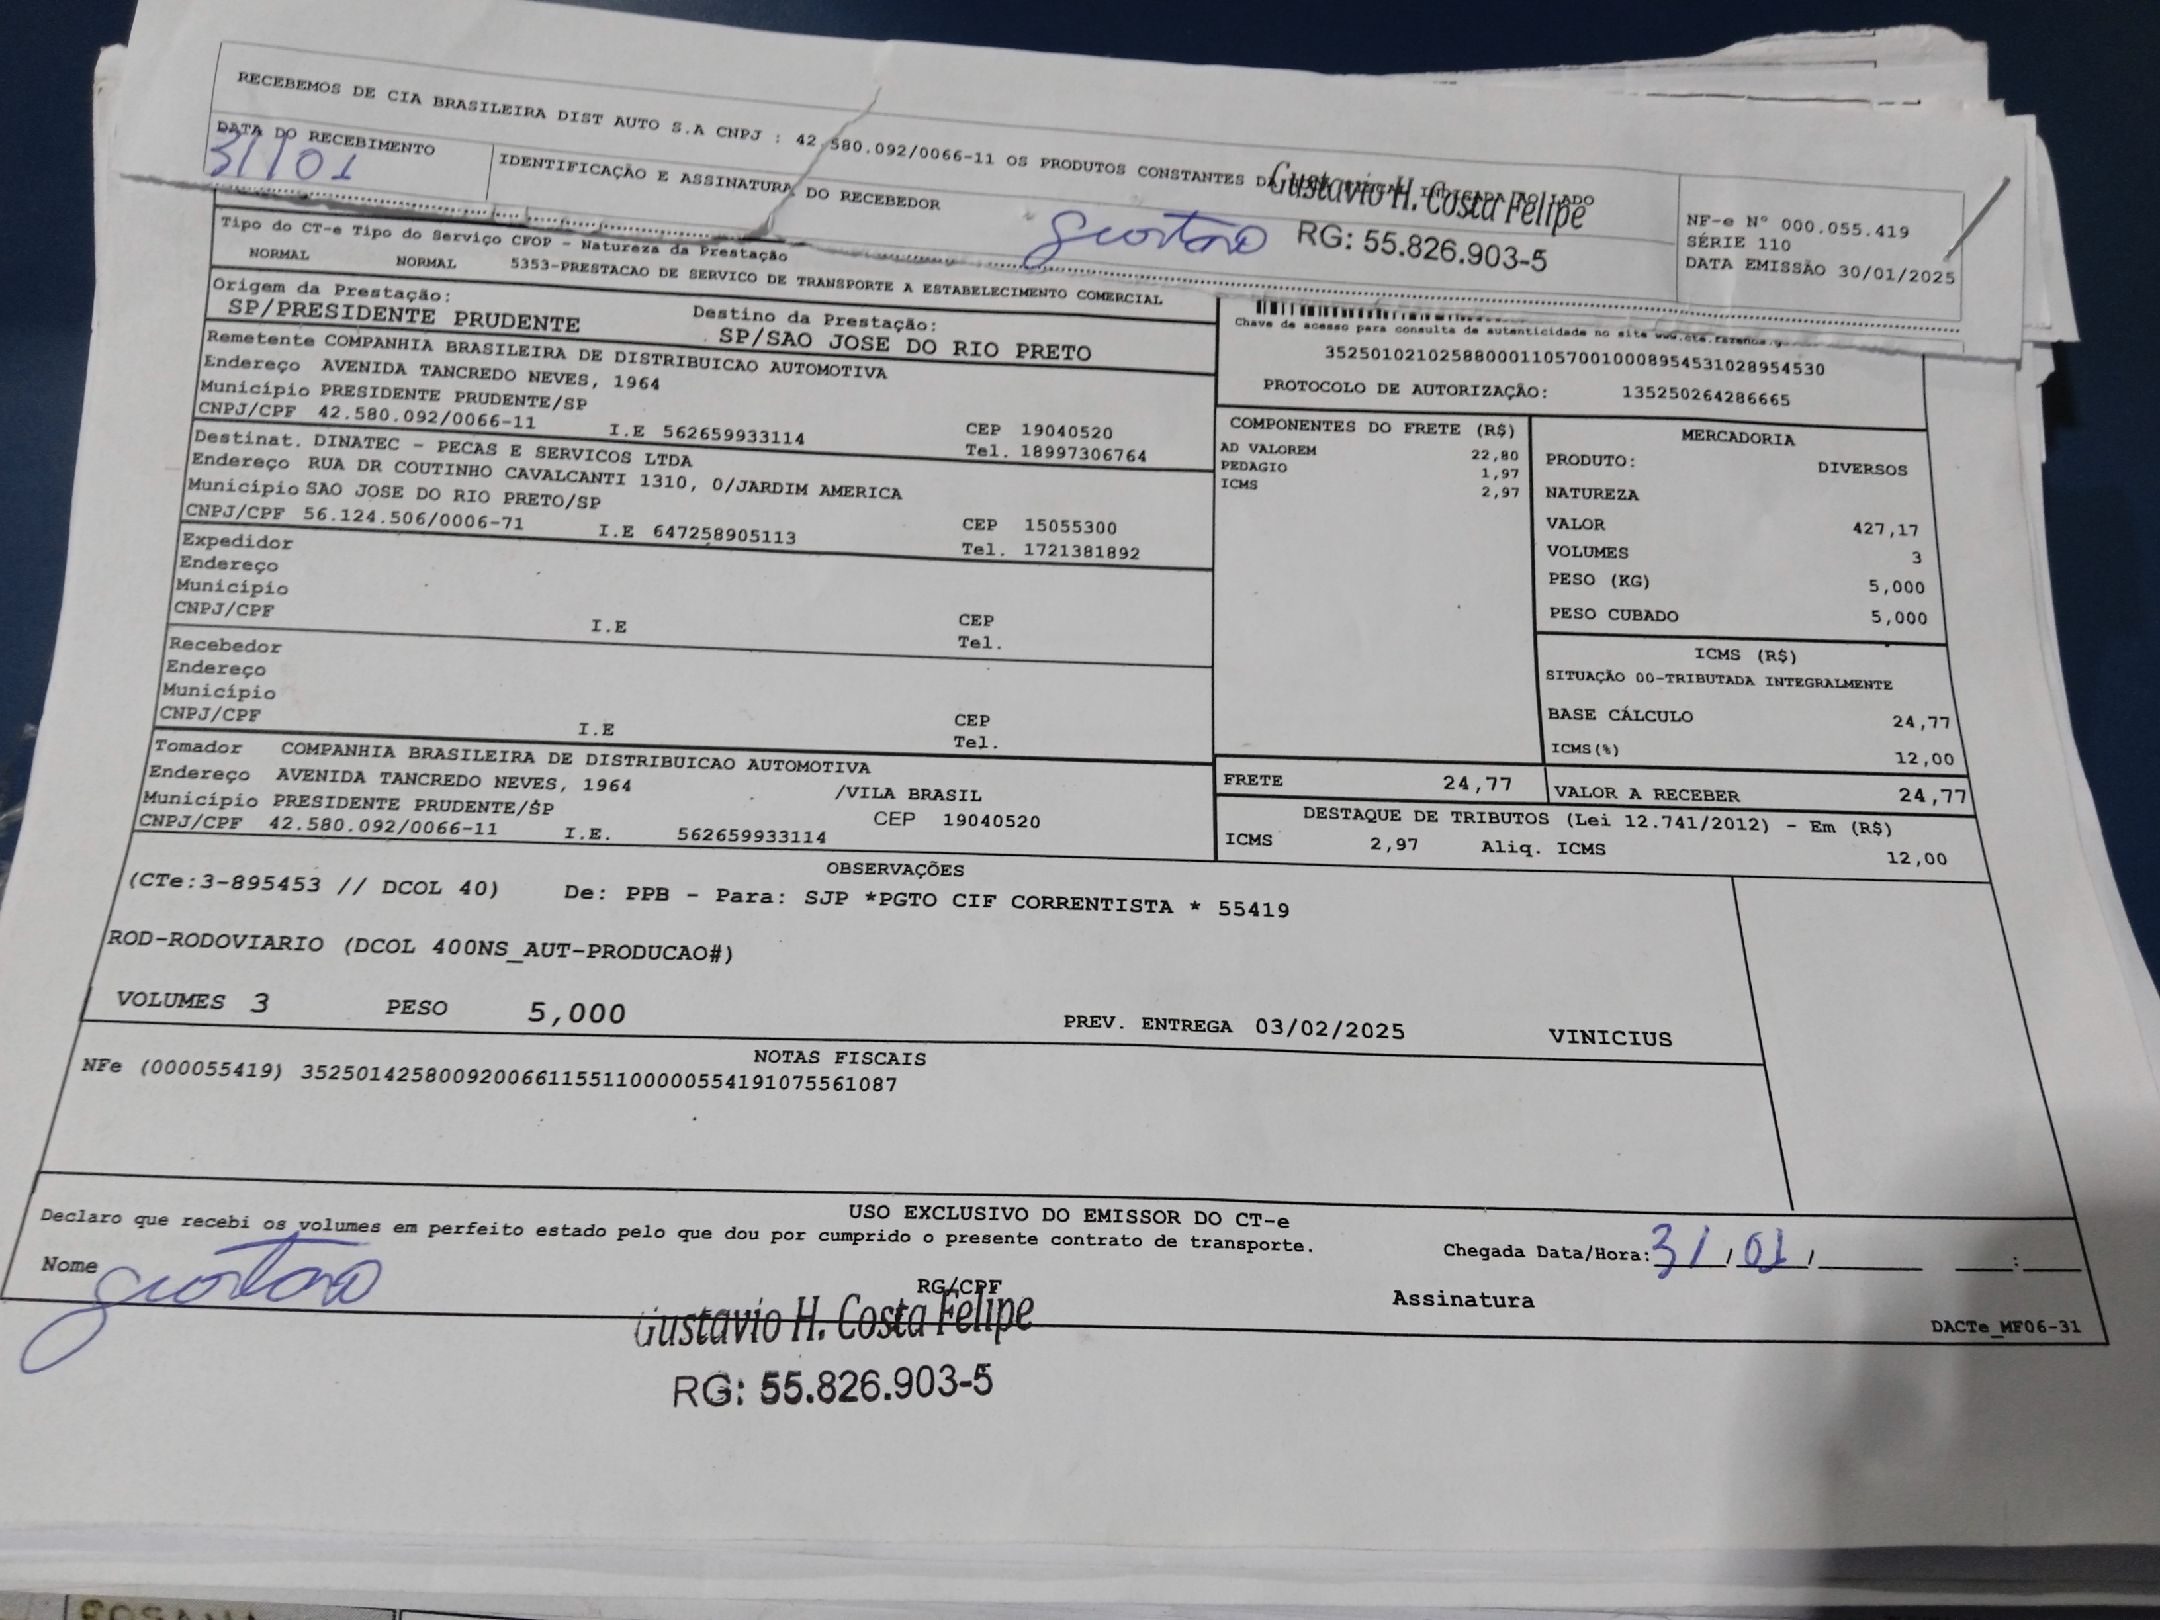 RECEBEMOS DE CIA BRASILEIRA DIST AUTO S.A CNPJ : 42.580.092/0066-11 OS PRODUTOS CONSTANTES DA INDICADA AO LADO
DATA DO RECEBIMENTO
31/01
IDENTIFICAÇÃO E ASSINATURA DO RECEBEDOR
Gustavo
Gustavio H. Costa Felipe
RG: 55.826.903-5
NF-e N° 000.055.419
SÉRIE 110
DATA EMISSÃO 30/01/2025
Tipo do CT-e Tipo do Serviço CFOP - Natureza da Prestação
NORMAL NORMAL 5353-PRESTACAO DE SERVICO DE TRANSPORTE A ESTABELECIMENTO COMERCIAL
Origem da Prestação: Destino da Prestação:
SP/PRESIDENTE PRUDENTE SP/SAO JOSE DO RIO PRETO
Remetente COMPANHIA BRASILEIRA DE DISTRIBUICAO AUTOMOTIVA
Endereço AVENIDA TANCREDO NEVES, 1964
Município PRESIDENTE PRUDENTE/SP CEP 19040520
CNPJ/CPF 42.580.092/0066-11 I.E 562659933114 Tel. 18997306764
Destinat. DINATEC - PECAS E SERVICOS LTDA
Endereço RUA DR COUTINHO CAVALCANTI 1310, 0/JARDIM AMERICA
Município SAO JOSE DO RIO PRETO/SP CEP 15055300
CNPJ/CPF 56.124.506/0006-71 I.E 647258905113 Tel. 1721381892
Expedidor
Endereço
Município CEP
CNPJ/CPF I.E Tel.
Recebedor
Endereço
Município CEP
CNPJ/CPF I.E Tel.
Tomador COMPANHIA BRASILEIRA DE DISTRIBUICAO AUTOMOTIVA
Endereço AVENIDA TANCREDO NEVES, 1964 /VILA BRASIL
Município PRESIDENTE PRUDENTE/SP CEP 19040520
CNPJ/CPF 42.580.092/0066-11 I.E. 562659933114
Chave de acesso para consulta de autenticidade no site www.cte.fazenda.g
35250102102588000110570010008954531028954530
PROTOCOLO DE AUTORIZAÇÃO: 135250264286665
COMPONENTES DO FRETE (R$)
AD VALOREM 22,80
PEDAGIO 1,97
ICMS 2,97
MERCADORIA
PRODUTO: DIVERSOS
NATUREZA
VALOR 427,17
VOLUMES 3
PESO (KG) 5,000
PESO CUBADO 5,000
ICMS (R$)
SITUAÇÃO 00-TRIBUTADA INTEGRALMENTE
BASE CÁLCULO 24,77
ICMS(%) 12,00
FRETE 24,77 VALOR A RECEBER 24,77
DESTAQUE DE TRIBUTOS (Lei 12.741/2012) - Em (R$)
ICMS 2,97 Aliq. ICMS 12,00
OBSERVAÇÕES
(CTe:3-895453 // DCOL 40) De: PPB - Para: SJP *PGTO CIF CORRENTISTA * 55419
ROD-RODOVIARIO (DCOL 400NS_AUT-PRODUCAO#)
VOLUMES 3 PESO 5,000 PREV. ENTREGA 03/02/2025 VINICIUS
NOTAS FISCAIS
NFe (000055419) 35250142580092006611551100000554191075561087
USO EXCLUSIVO DO EMISSOR DO CT-e
Declaro que recebi os volumes em perfeito estado pelo que dou por cumprido o presente contrato de transporte.
Chegada Data/Hora: 31/01/ :
Nome Gustavo RG/CPF Assinatura
Gustavio H. Costa Felipe
RG: 55.826.903-5
DACTe_MF06-31